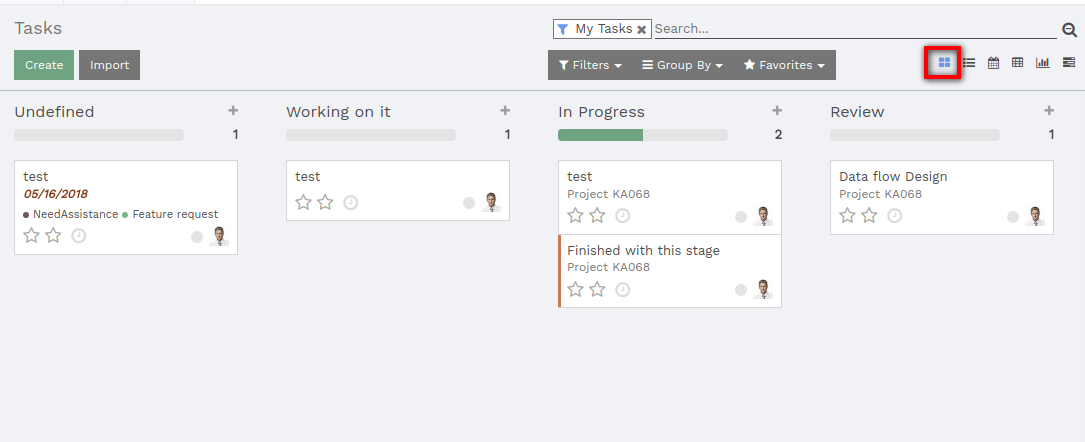 Tasks
My Tasks
Search...
Create
Import
Filters
Group By
Favorites
Undefined
1
Working on it
1
In Progress
2
Review
1
test
05/16/2018
NeedAssistance Feature request
test
test
Project KA068
Finished with this stage
Project KA068
Data flow Design
Project KA068